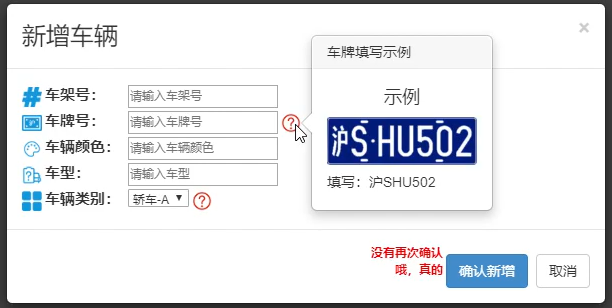 新增车辆
×
车架号：
请输入车架号
车牌号：
请输入车牌号
车辆颜色：
请输入车辆颜色
车型：
请输入车型
车辆类别：
轿车-A
车牌填写示例
示例
沪S·HU502
填写：沪SHU502
没有再次确认
哦，真的
确认新增
取消